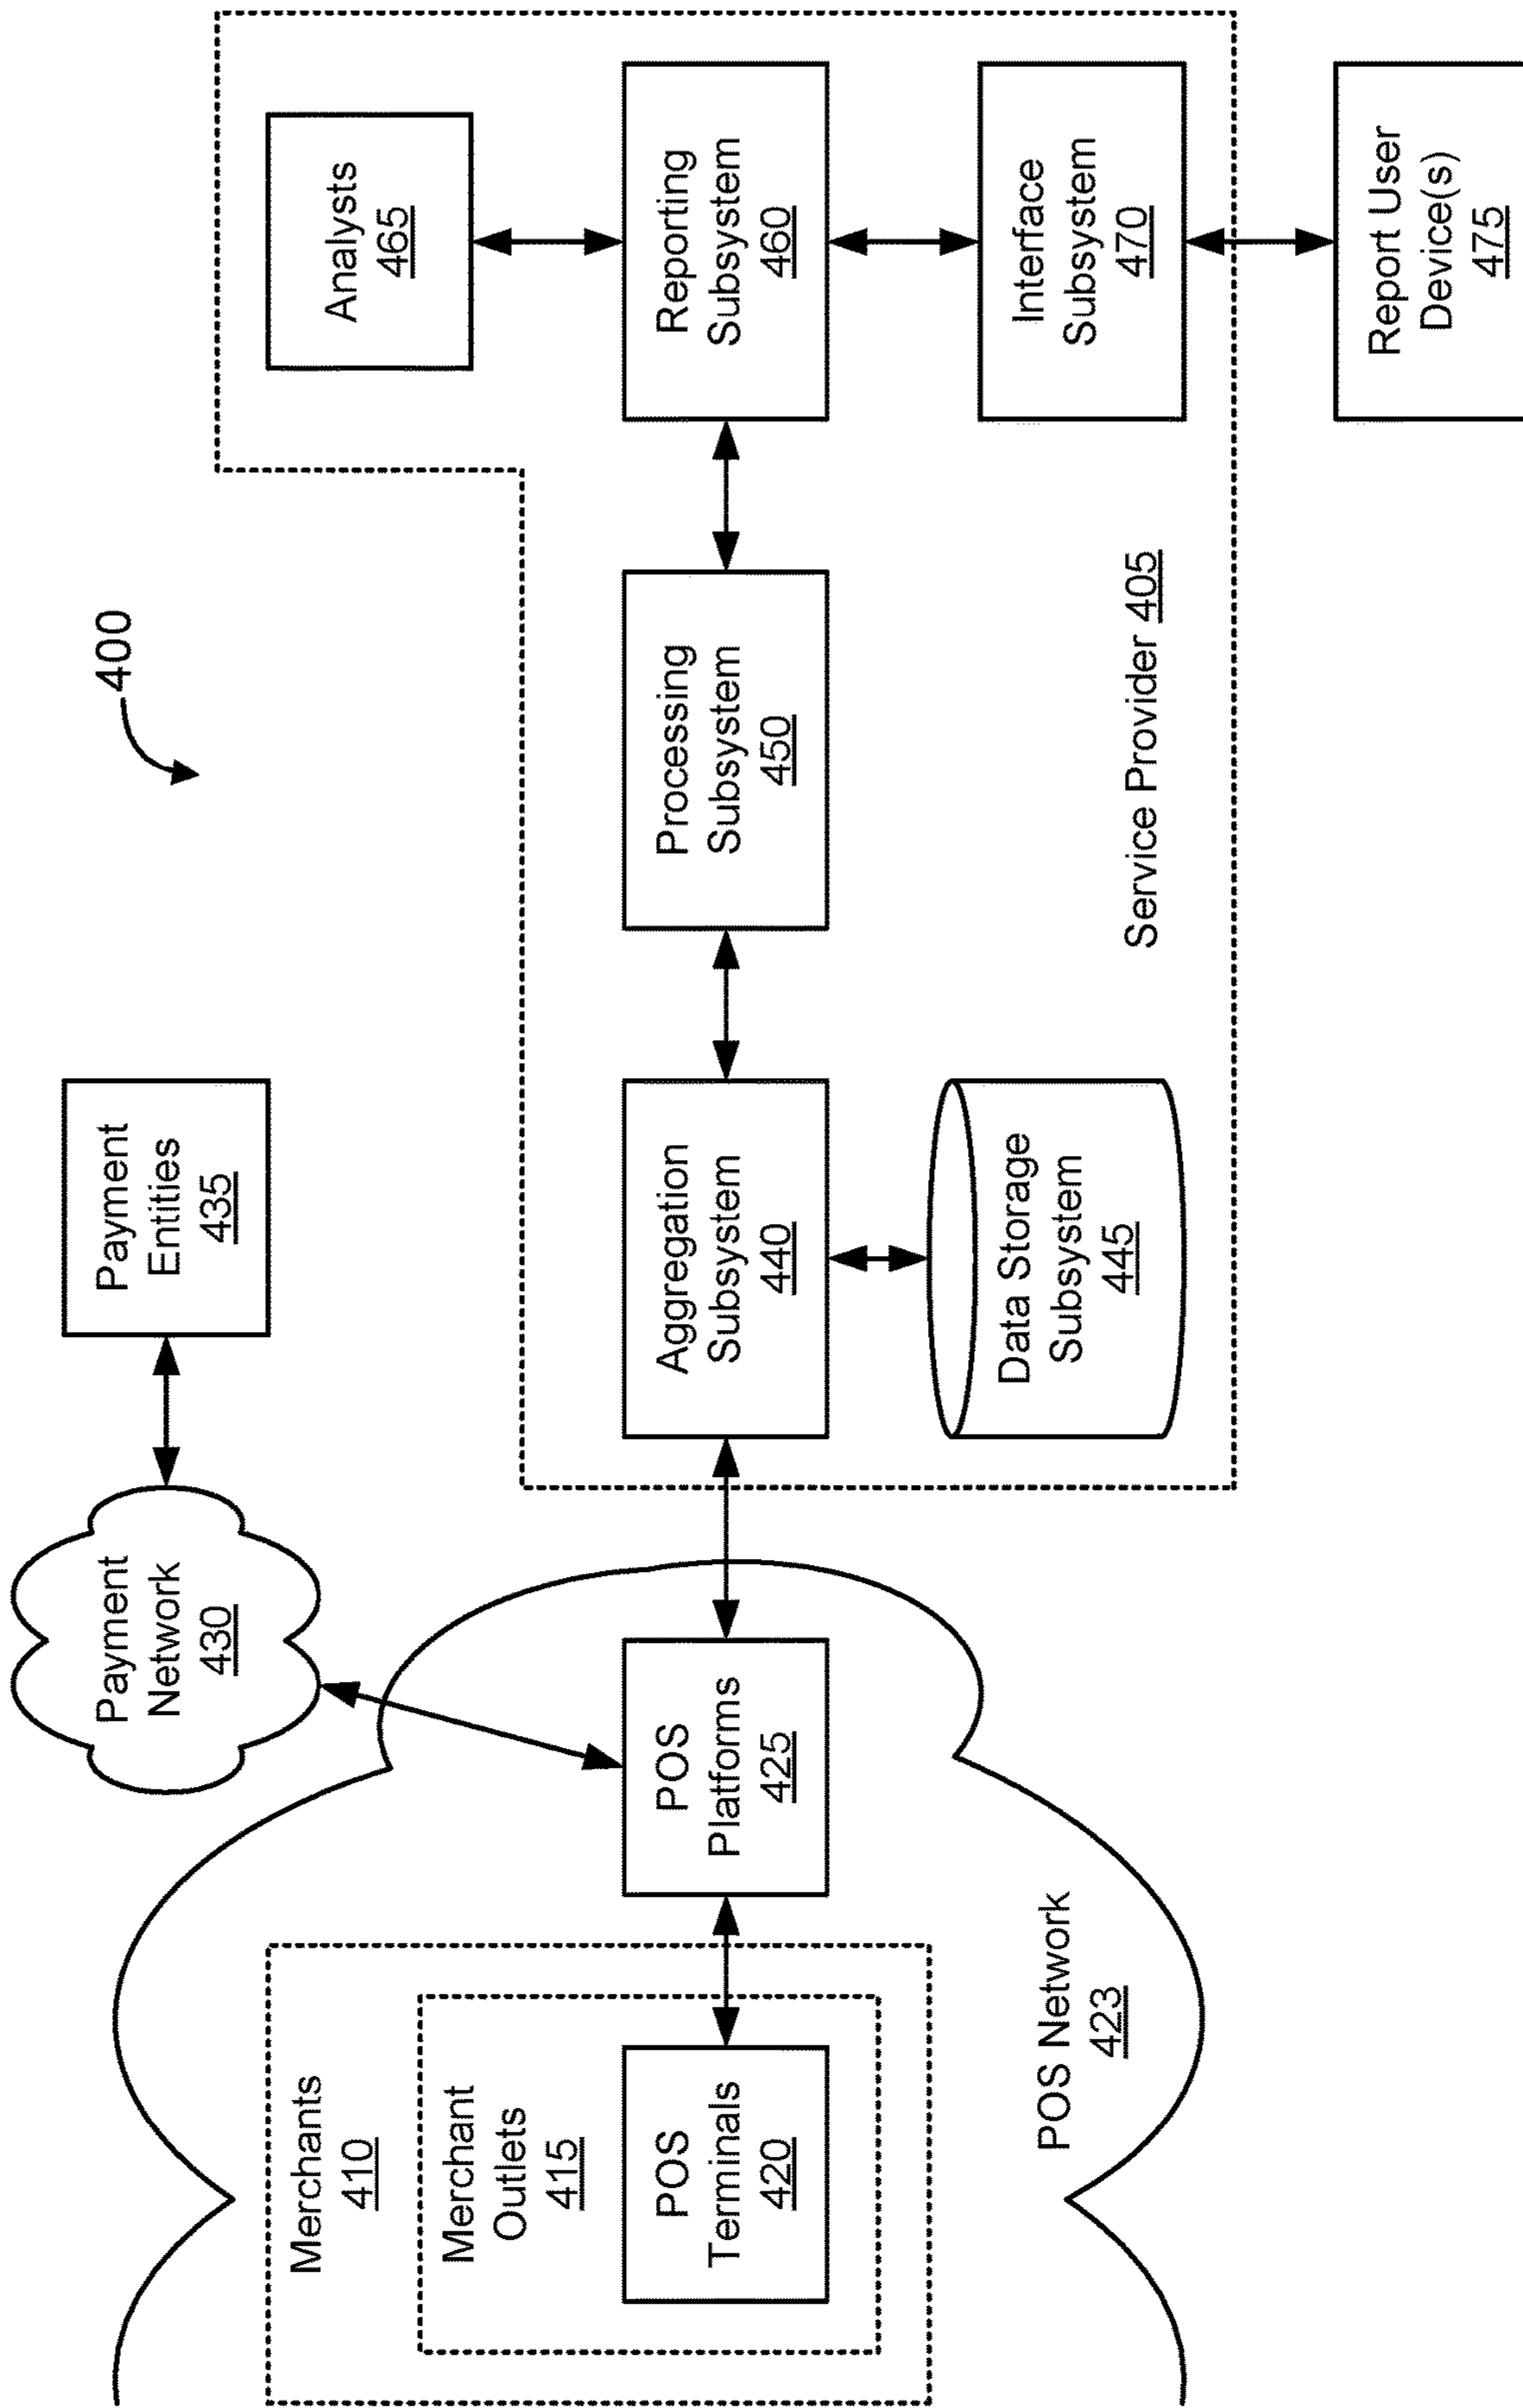 400
Payment
Network
430
Payment
Entities
435
Merchants
410
Merchant
Outlets
415
POS
Terminals
420
POS
Platforms
425
POS Network
423
Aggregation
Subsystem
440
Data Storage
Subsystem
445
Processing
Subsystem
450
Analysts
465
Reporting
Subsystem
460
Interface
Subsystem
470
Service Provider 405
Report User
Device(s)
475